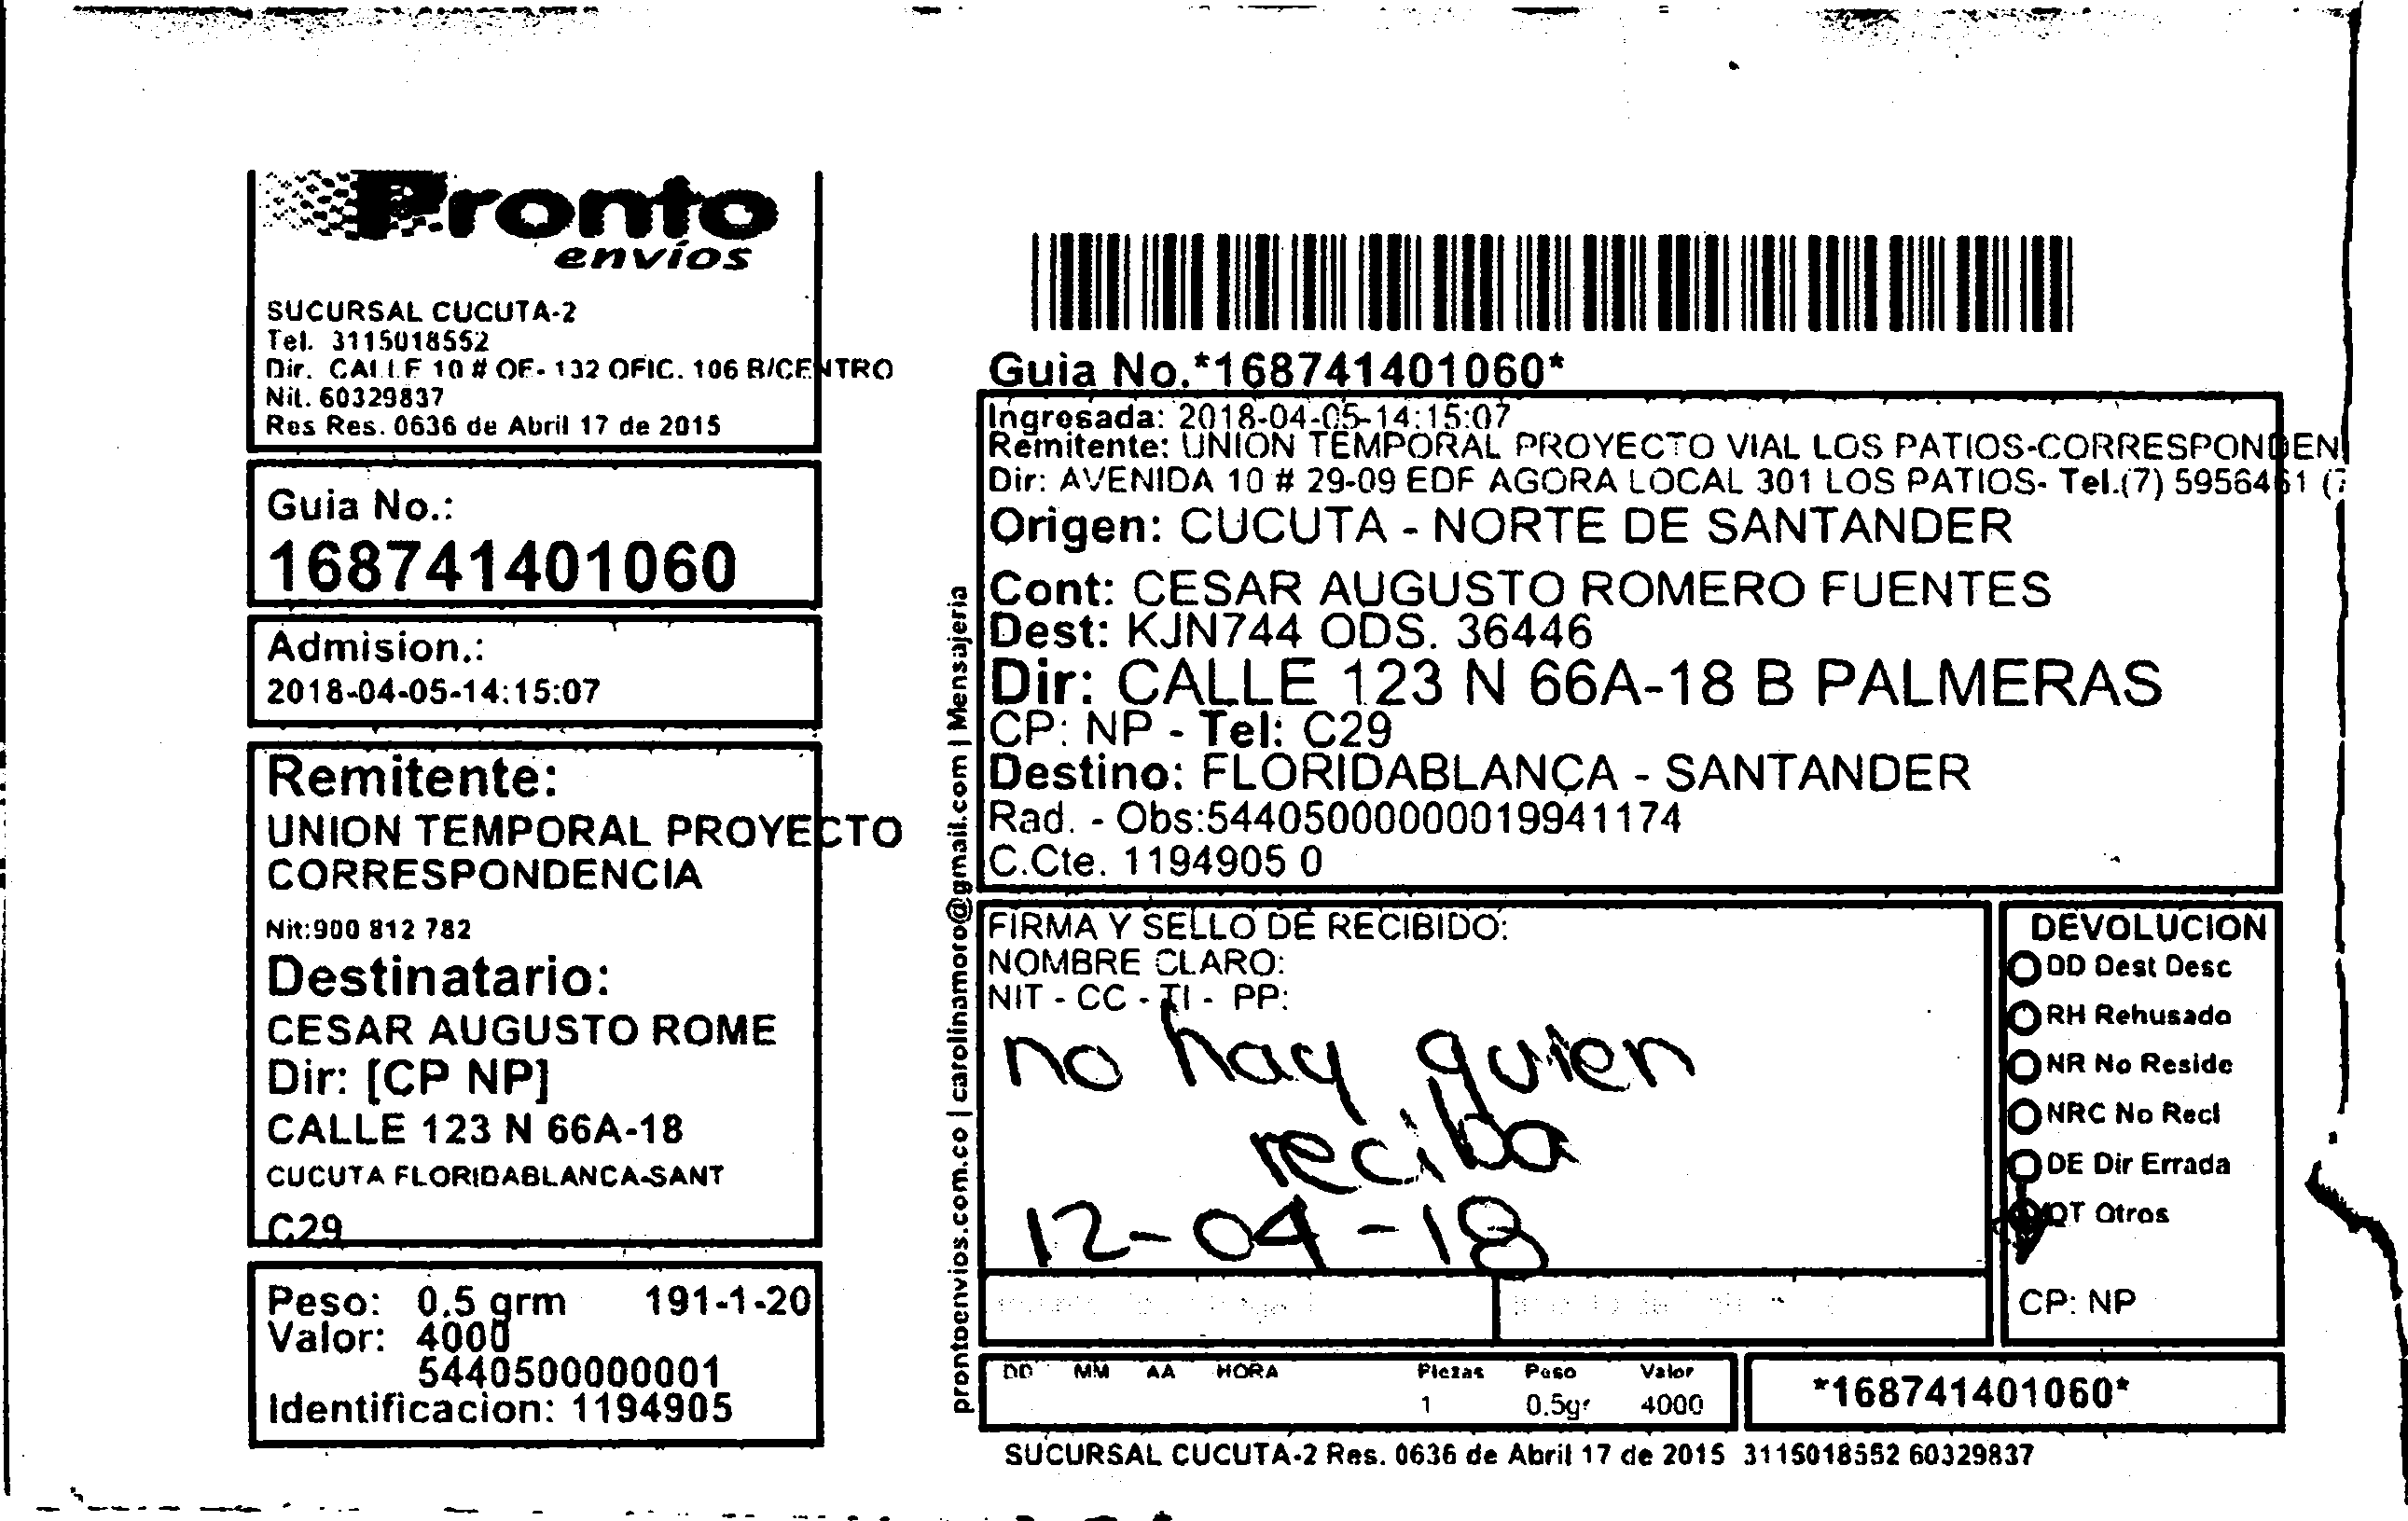 Pronto
envíos
SUCURSAL CUCUTA-2
Tel. 3115018552
Dir. CALLE 10 # OE- 132 OFIC. 106 B/CENTRO
Nit. 60329837
Res Res. 0636 de Abril 17 de 2015
Guia No.:
168741401060
Admision.:
2018-04-05-14:15:07
Remitente:
UNION TEMPORAL PROYECTO
CORRESPONDENCIA
Nit:900 812 782
Destinatario:
CESAR AUGUSTO ROME
Dir: [CP NP]
CALLE 123 N 66A-18
CUCUTA FLORIDABLANCA-SANT
C29
Peso: 0.5 grm 191-1-20
Valor: 4000
5440500000001
Identificacion: 1194905
prontoenvios.com.co | carolinamoro@gmail.com | Mensajeria
Guia No.*168741401060*
Ingresada: 2018-04-05-14:15:07
Remitente: UNION TEMPORAL PROYECTO VIAL LOS PATIOS-CORRESPONDEN
Dir: AVENIDA 10 # 29-09 EDF AGORA LOCAL 301 LOS PATIOS- Tel.(7) 5956461 (7
Origen: CUCUTA - NORTE DE SANTANDER
Cont: CESAR AUGUSTO ROMERO FUENTES
Dest: KJN744 ODS. 36446
Dir: CALLE 123 N 66A-18 B PALMERAS
CP: NP - Tel: C29
Destino: FLORIDABLANCA - SANTANDER
Rad. - Obs:544050000000019941174
C.Cte. 1194905 0
FIRMA Y SELLO DE RECIBIDO:
NOMBRE CLARO:
NIT - CC - TI - PP:
no hay quien
reciba
12-04-18
DEVOLUCION
DD Dest Desc
RH Rehusado
NR No Reside
NRC No Recl
DE Dir Errada
OT Otros
CP: NP
DD MM AA HORA Piezas Peso Valor
1 0.5gr 4000
*168741401060*
SUCURSAL CUCUTA-2 Res. 0636 de Abril 17 de 2015 3115018552 60329837